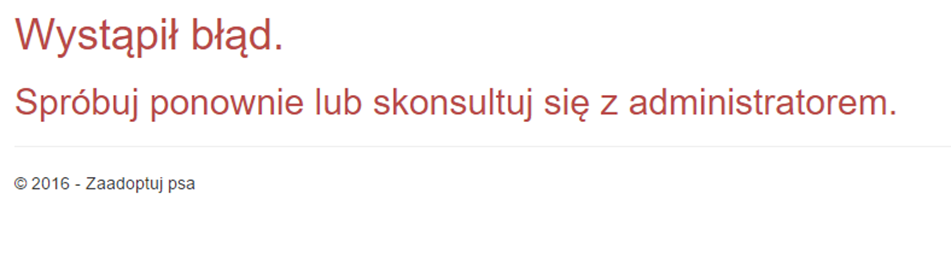 Wystąpił błąd.
Spróbuj ponownie lub skonsultuj się z administratorem.
© 2016 - Zaadoptuj psa